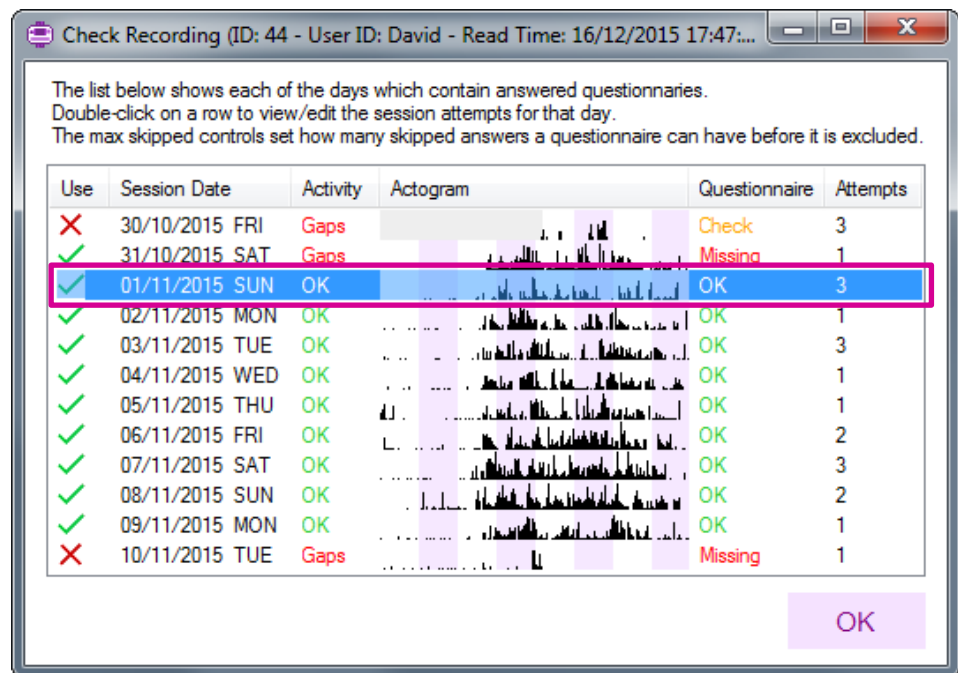 Check Recording (ID: 44 - User ID: David - Read Time: 16/12/2015 17:47:...
The list below shows each of the days which contain answered questionnaries.
Double-click on a row to view/edit the session attempts for that day.
The max skipped controls set how many skipped answers a questionnaire can have before it is excluded.
Use Session Date Activity Actogram Questionnaire Attempts
30/10/2015 FRI Gaps Check 3
31/10/2015 SAT Gaps Missing 1
01/11/2015 SUN OK OK 3
02/11/2015 MON OK OK 1
03/11/2015 TUE OK OK 3
04/11/2015 WED OK OK 1
05/11/2015 THU OK OK 1
06/11/2015 FRI OK OK 2
07/11/2015 SAT OK OK 3
08/11/2015 SUN OK OK 2
09/11/2015 MON OK OK 1
10/11/2015 TUE Gaps Missing 1
OK